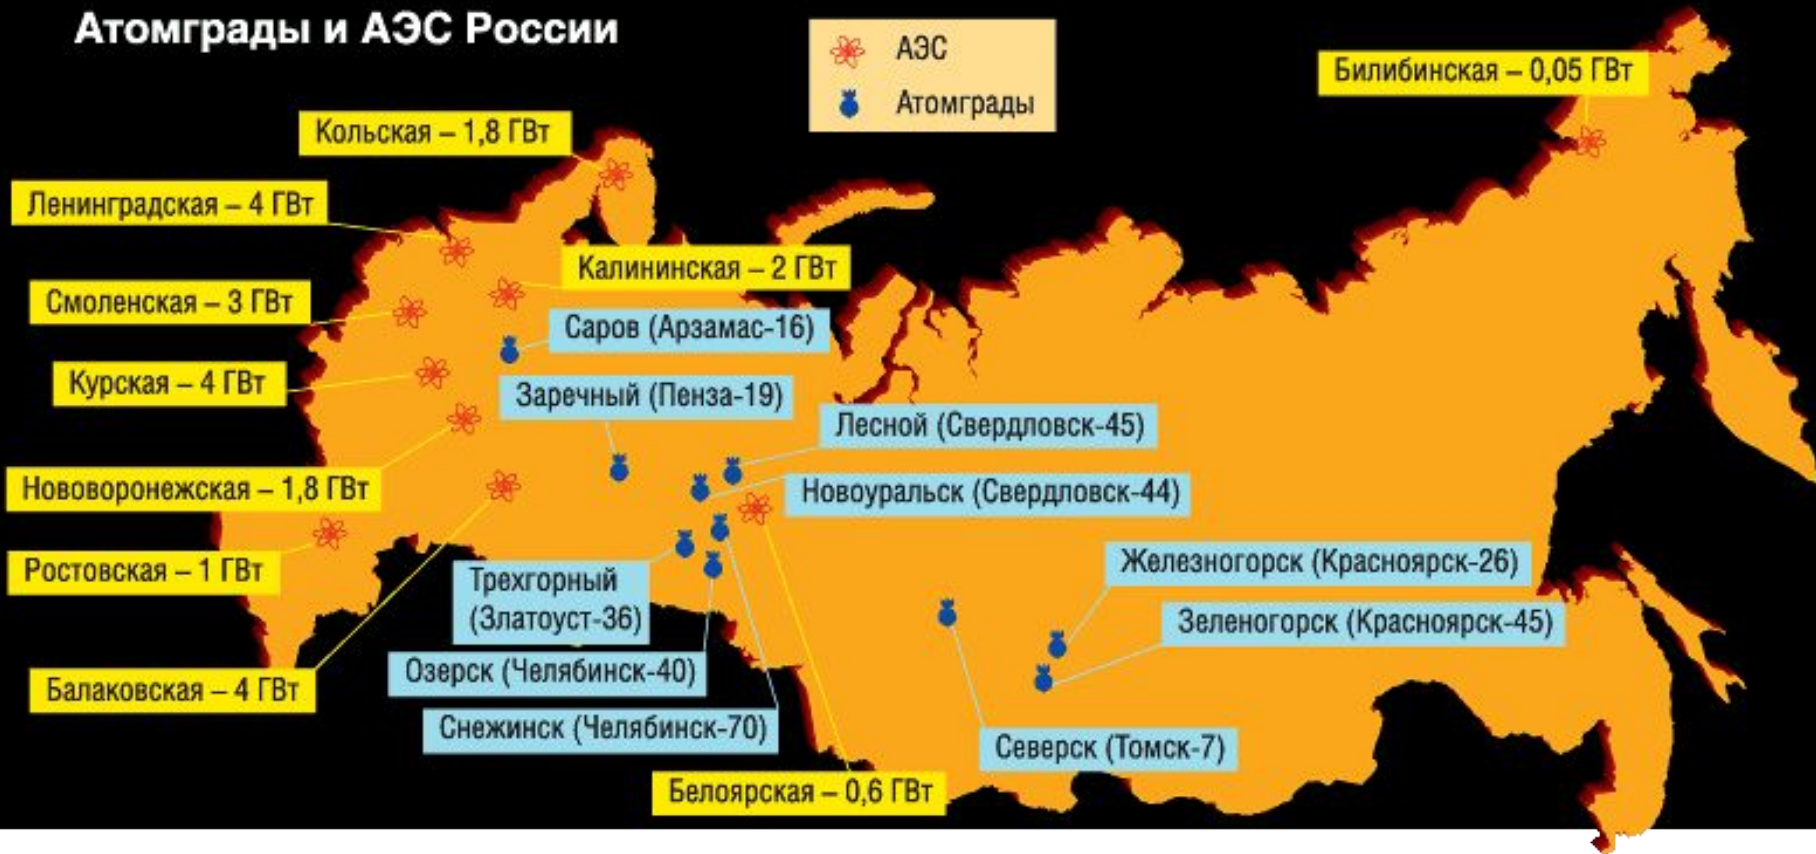 Атомграды и АЭС России
АЭС
Атомграды
Билибинская – 0,05 ГВт
Кольская – 1,8 ГВт
Ленинградская – 4 ГВт
Калининская – 2 ГВт
Смоленская – 3 ГВт
Саров (Арзамас-16)
Курская – 4 ГВт
Заречный (Пенза-19)
Лесной (Свердловск-45)
Нововоронежская – 1,8 ГВт
Новоуральск (Свердловск-44)
Ростовская – 1 ГВт
Трехгорный
(Златоуст-36)
Железногорск (Красноярск-26)
Зеленогорск (Красноярск-45)
Озерск (Челябинск-40)
Балаковская – 4 ГВт
Снежинск (Челябинск-70)
Северск (Томск-7)
Белоярская – 0,6 ГВт